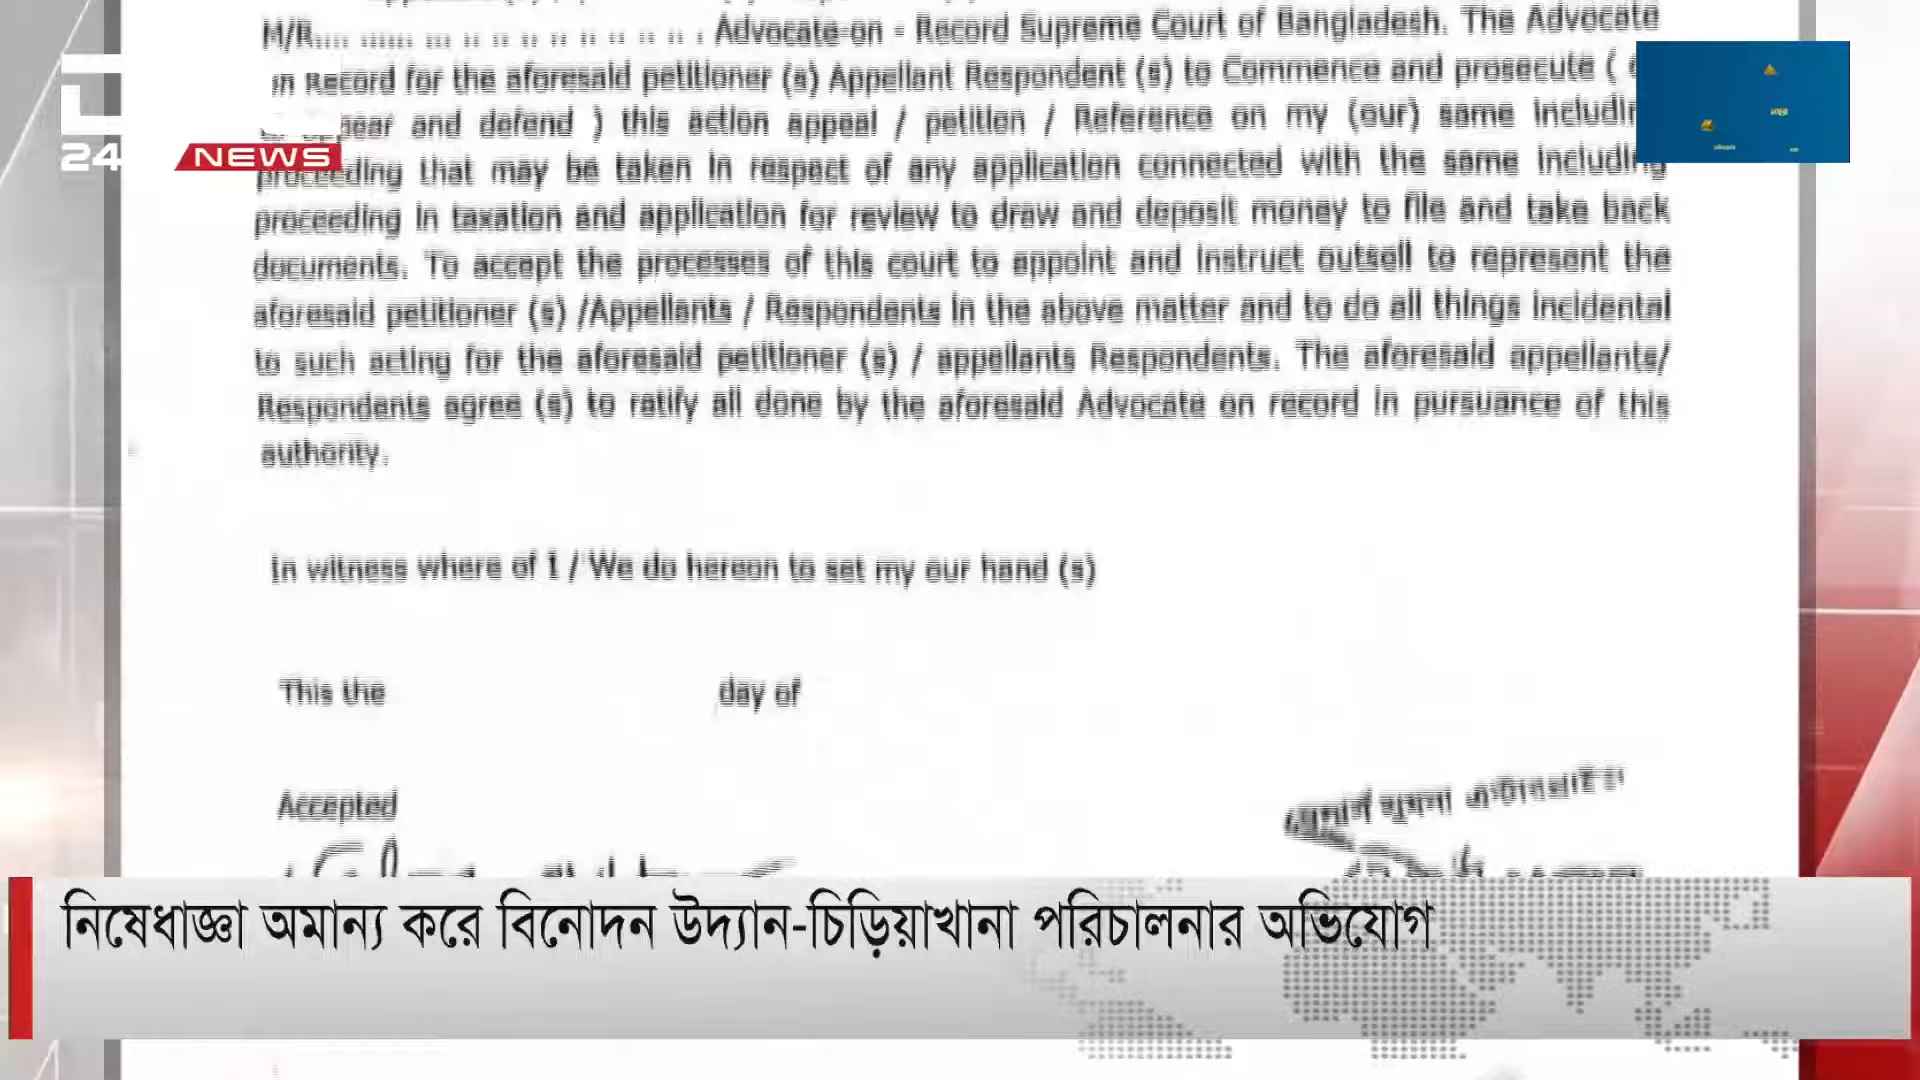 M/R.... ...... ... .. .. .. .. .. .. .. .. . Advocate-on - Record Supreme Court of Bangladesh. The Advocate
on Record for the aforesaid petitioner (s) Appellant Respondent (s) to Commence and prosecute (
appear and defend ) this action appeal / petition / Reference on my (our) same including
24 NEWS
proceeding that may be taken in respect of any application connected with the same including
proceeding in taxation and application for review to draw and deposit money to file and take back
documents. To accept the processes of this court to appoint and instruct outsell to represent the
aforesaid petitioner (s) /Appellants / Respondents in the above matter and to do all things incidental
to such acting for the aforesaid petitioner (s) / appellants Respondents. The aforesaid appellants/
Respondents agree (s) to ratify all done by the aforesaid Advocate on record in pursuance of this
authority.
In witness where of I / We do hereon to set my our hand (s)
This the day of
Accepted
নিষেধাজ্ঞা অমান্য করে বিনোদন উদ্যান-চিড়িয়াখানা পরিচালনার অভিযোগ